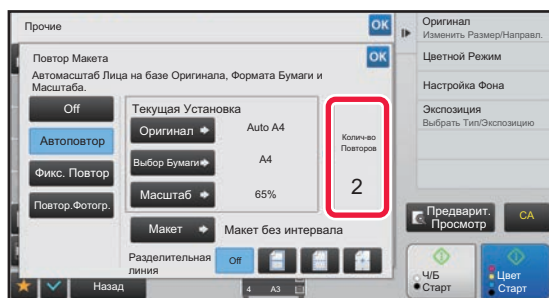 Прочие
OK
Повтор Макета
OK
Автомасштаб Лица на базе Оригинала, Формата Бумаги и
Масштаба.
Off
Автоповтор
Фикс. Повтор
Повтор.Фотогр.
Текущая Установка
Оригинал
Auto A4
Выбор Бумаги
A4
Масштаб
65%
Колич-во
Повторов
2
Макет
Макет без интервала
Разделительная
линия
Off
Назад
4 A3
Оригинал
Изменить Размер/Направл.
Цветной Режим
Настройка Фона
Экспозиция
Выбрать Тип/Экспозицию
Предварит.
Просмотр
CA
Ч/Б
Старт
Цвет
Старт